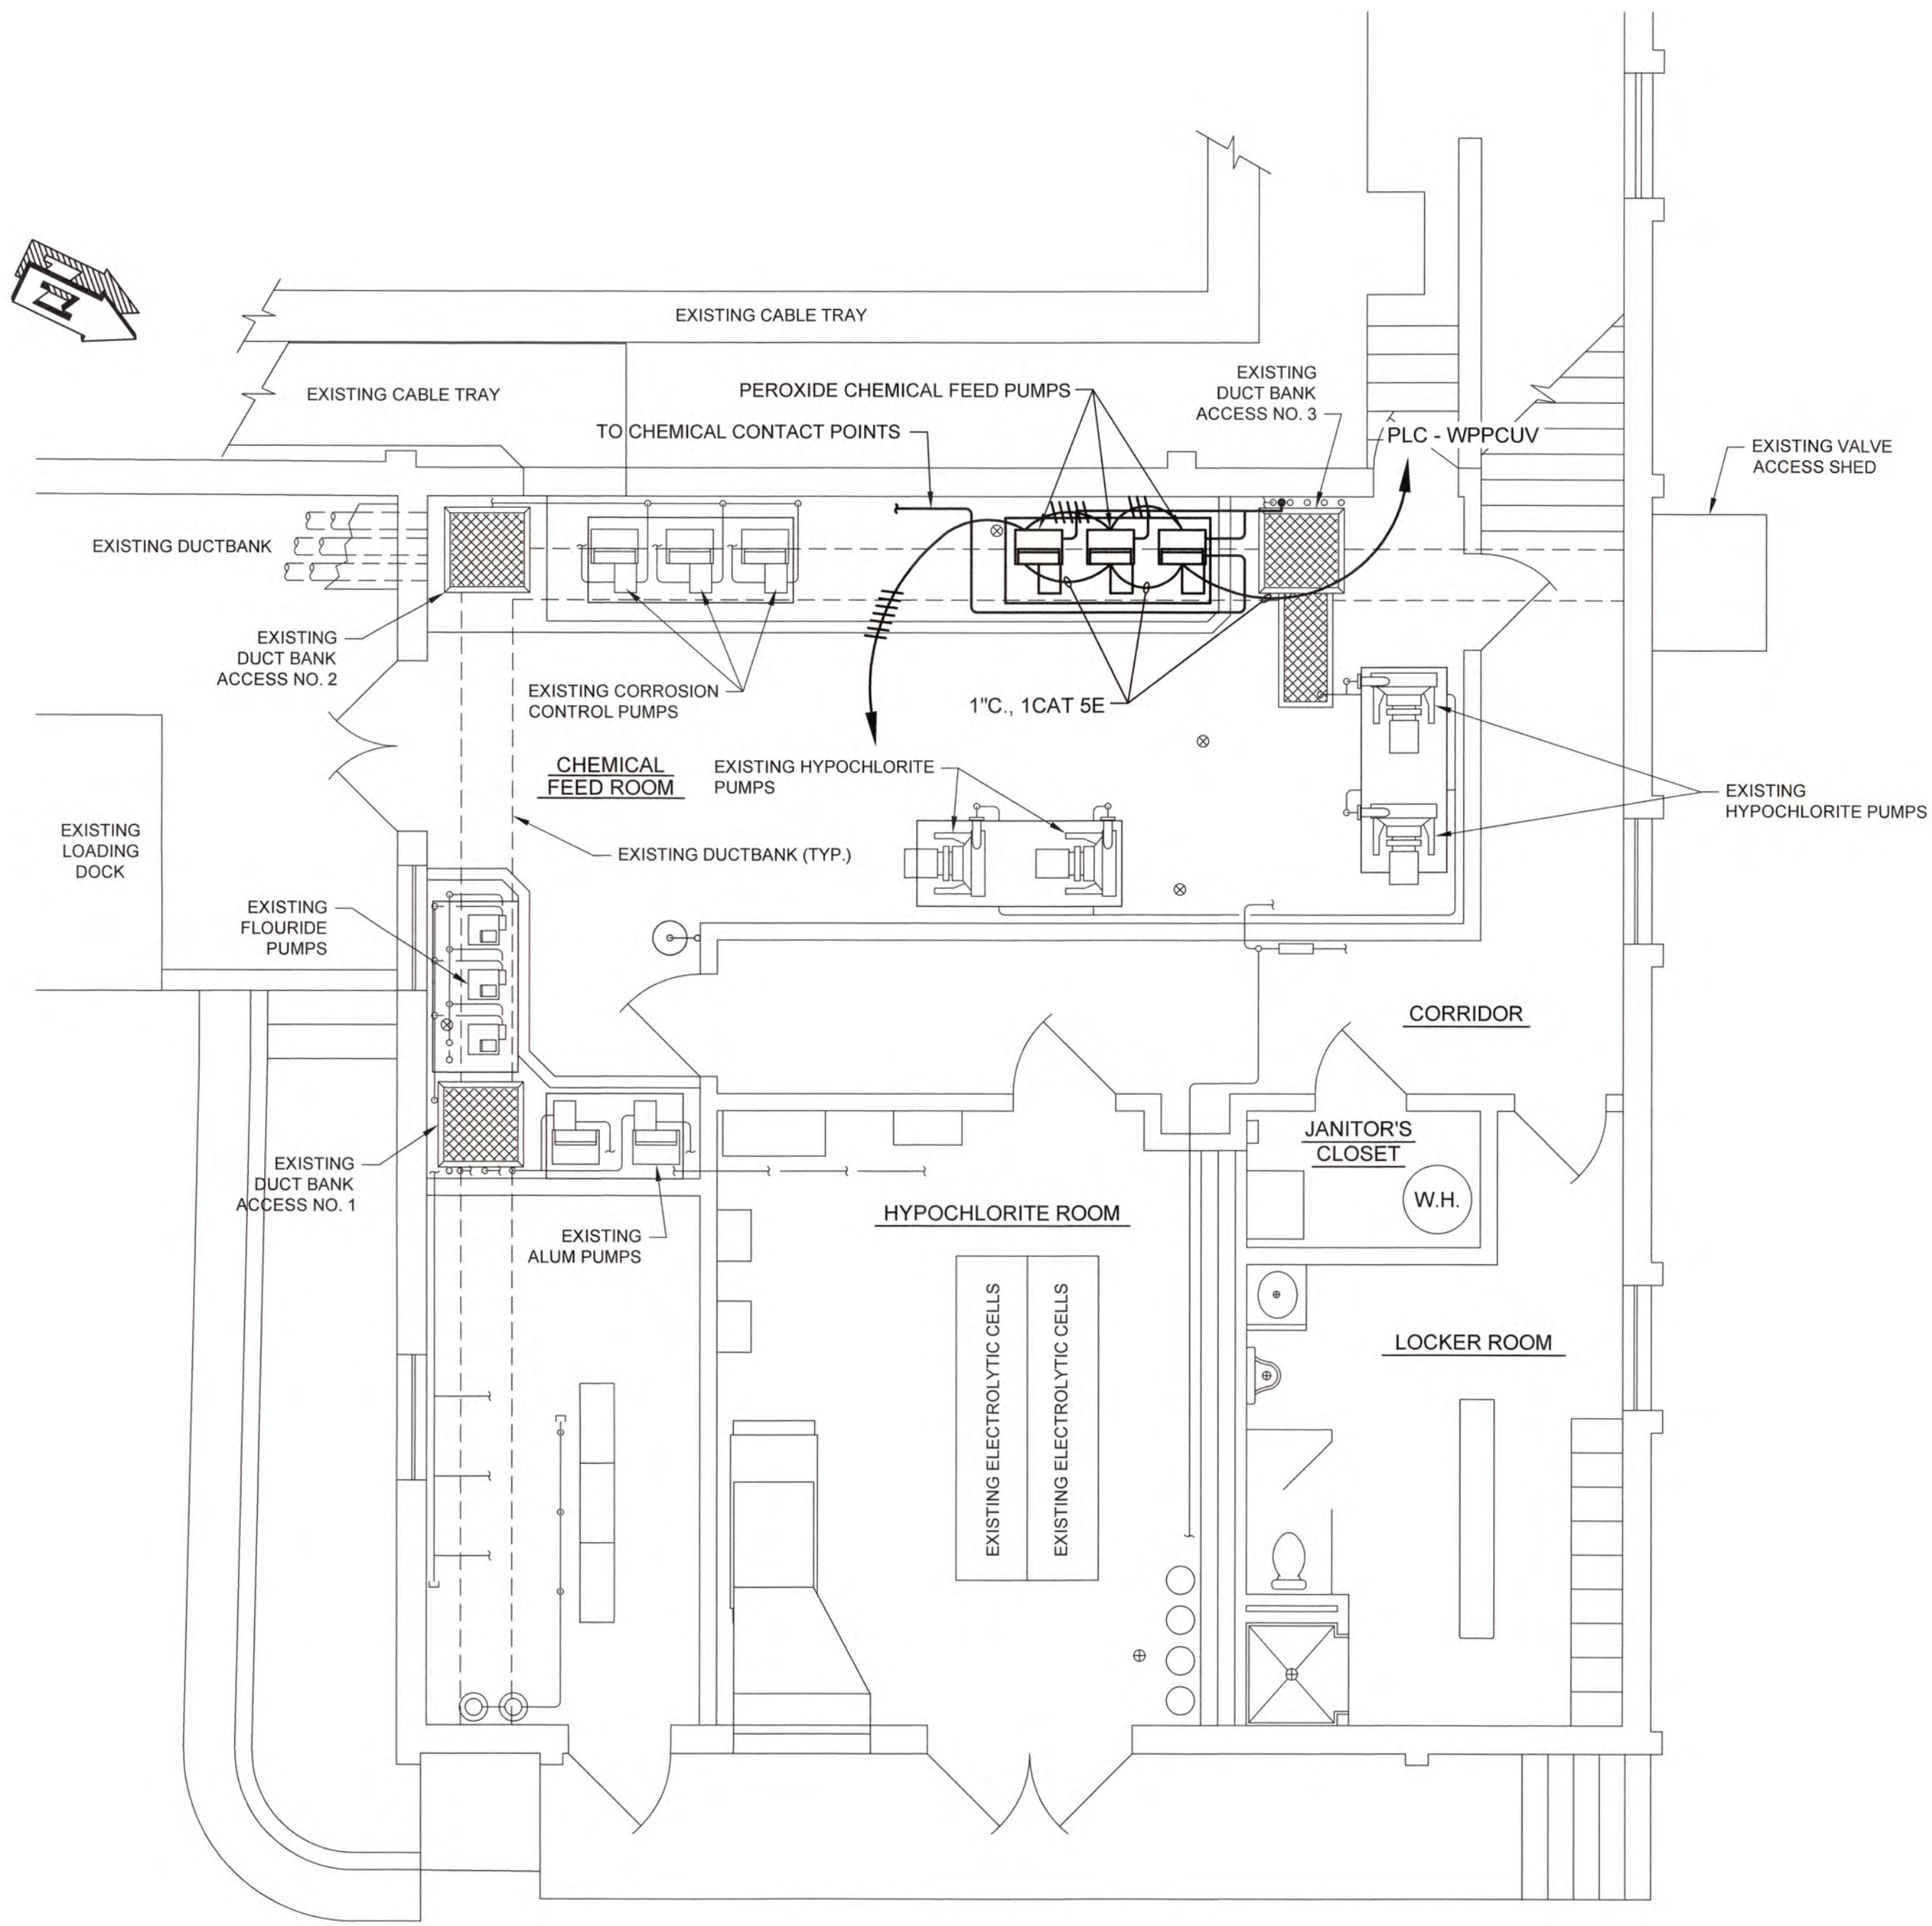 EXISTING CABLE TRAY
EXISTING CABLE TRAY
PEROXIDE CHEMICAL FEED PUMPS
EXISTING
DUCT BANK
ACCESS NO. 3
TO CHEMICAL CONTACT POINTS
PLC - WPPCUV
EXISTING VALVE
ACCESS SHED
EXISTING DUCTBANK
EXISTING
DUCT BANK
ACCESS NO. 2
EXISTING CORROSION
CONTROL PUMPS
1"C., 1CAT 5E
CHEMICAL
FEED ROOM
EXISTING HYPOCHLORITE
PUMPS
EXISTING
HYPOCHLORITE PUMPS
EXISTING
LOADING
DOCK
EXISTING DUCTBANK (TYP.)
EXISTING
FLOURIDE
PUMPS
CORRIDOR
JANITOR'S
CLOSET
W.H.
EXISTING
DUCT BANK
ACCESS NO. 1
EXISTING
ALUM PUMPS
HYPOCHLORITE ROOM
EXISTING ELECTROLYTIC CELLS
EXISTING ELECTROLYTIC CELLS
LOCKER ROOM